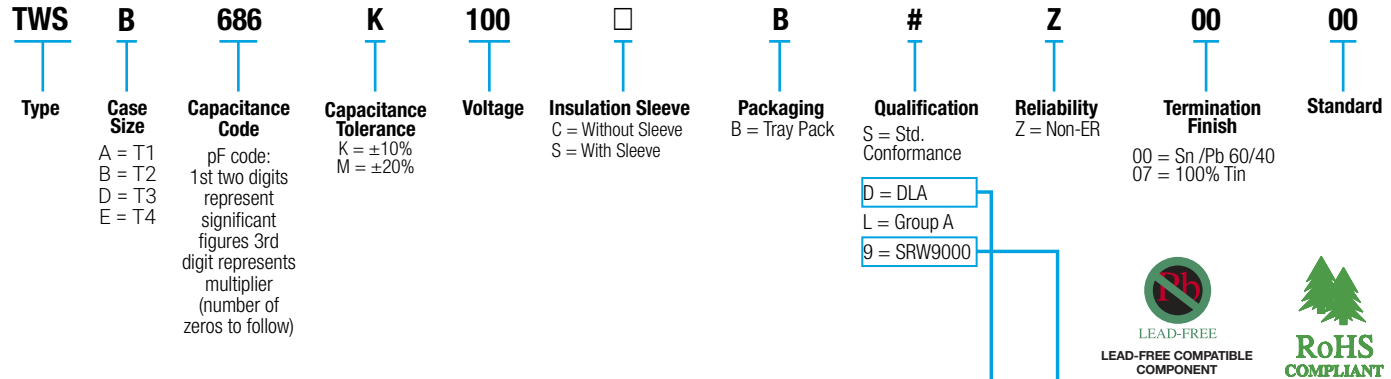 TWS B 686 K 100 □ B # Z 00 00
Type
Case
Size
A = T1
B = T2
D = T3
E = T4
Capacitance
Code
pF code:
1st two digits
represent
significant
figures 3rd
digit represents
multiplier
(number of
zeros to follow)
Capacitance
Tolerance
K = ±10%
M = ±20%
Voltage
Insulation Sleeve
C = Without Sleeve
S = With Sleeve
Packaging
B = Tray Pack
Qualification
S = Std.
Conformance
D = DLA
L = Group A
9 = SRW9000
Reliability
Z = Non-ER
Termination
Finish
00 = Sn /Pb 60/40
07 = 100% Tin
Standard
Pb
LEAD-FREE
LEAD-FREE COMPATIBLE
COMPONENT
RoHS
COMPLIANT